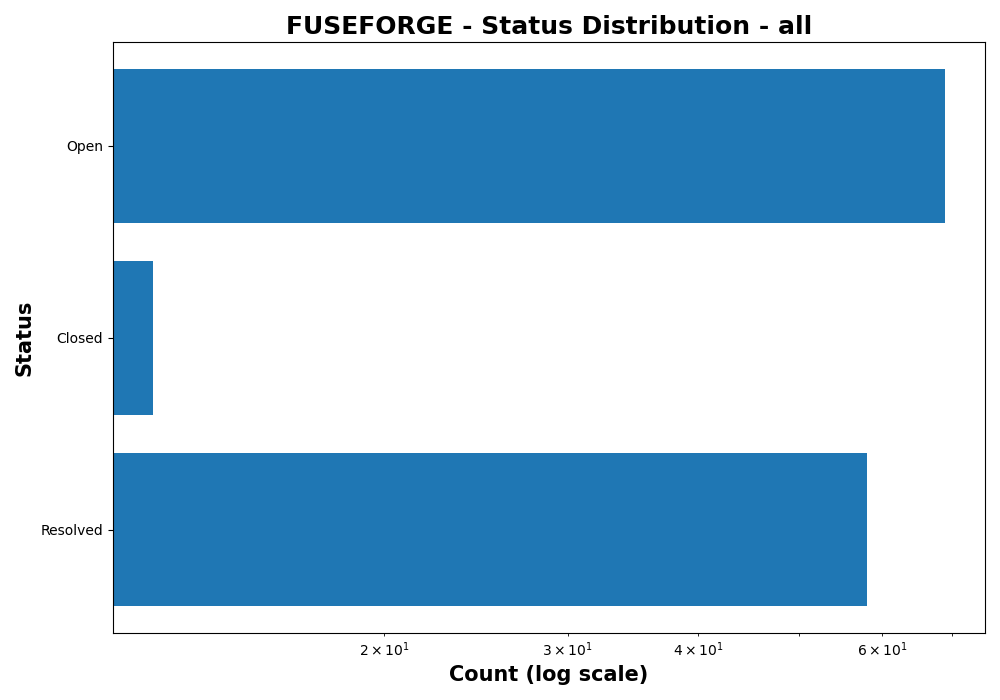 FUSEFORGE - Status Distribution - all
Status
Open
Closed
Resolved
2 × 10¹ 3 × 10¹ 4 × 10¹ 6 × 10¹
Count (log scale)